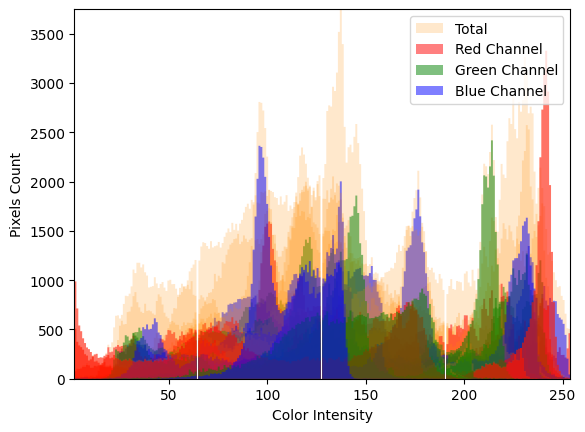 3500
3000
2500
2000
1500
1000
500
0
Pixels Count
50
100
150
200
250
Color Intensity
Total
Red Channel
Green Channel
Blue Channel